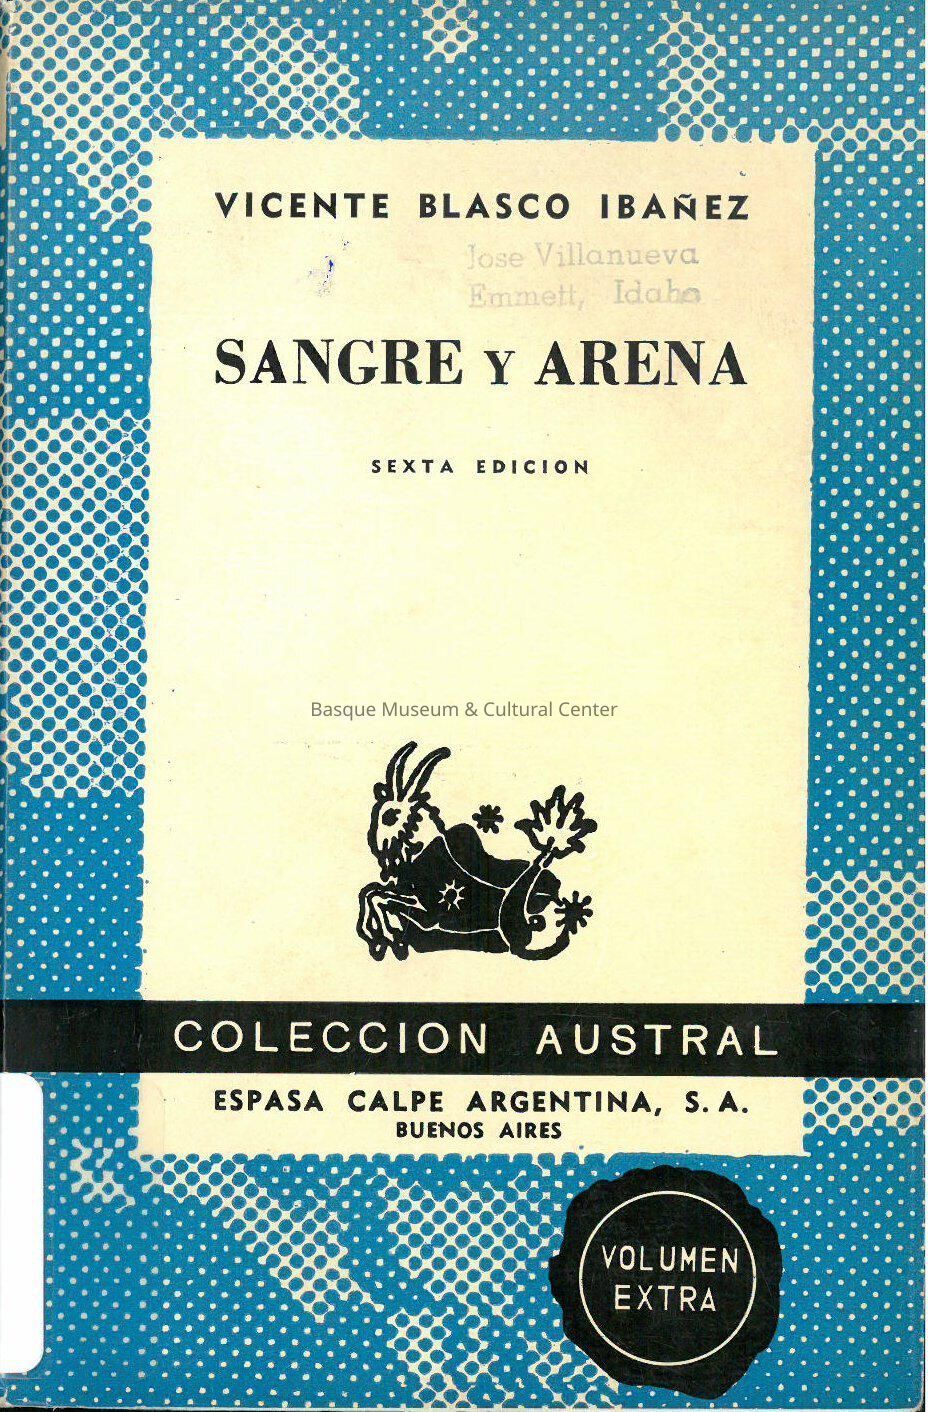 VICENTE BLASCO IBAÑEZ
Jose Villanueva
Emmett, Idaho
SANGRE Y ARENA
SEXTA EDICION
Basque Museum & Cultural Center
COLECCION AUSTRAL
ESPASA CALPE ARGENTINA, S. A.
BUENOS AIRES
VOLUMEN
EXTRA